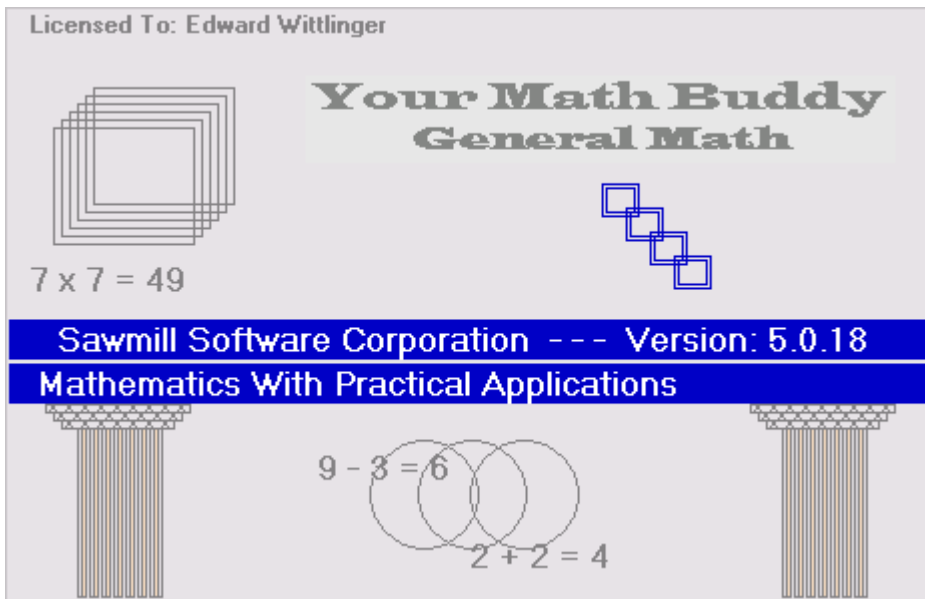 Licensed To: Edward Wittlinger
Your Math Buddy
General Math
7 x 7 = 49
Sawmill Software Corporation --- Version: 5.0.18
Mathematics With Practical Applications
9 - 3 = 6
2 + 2 = 4